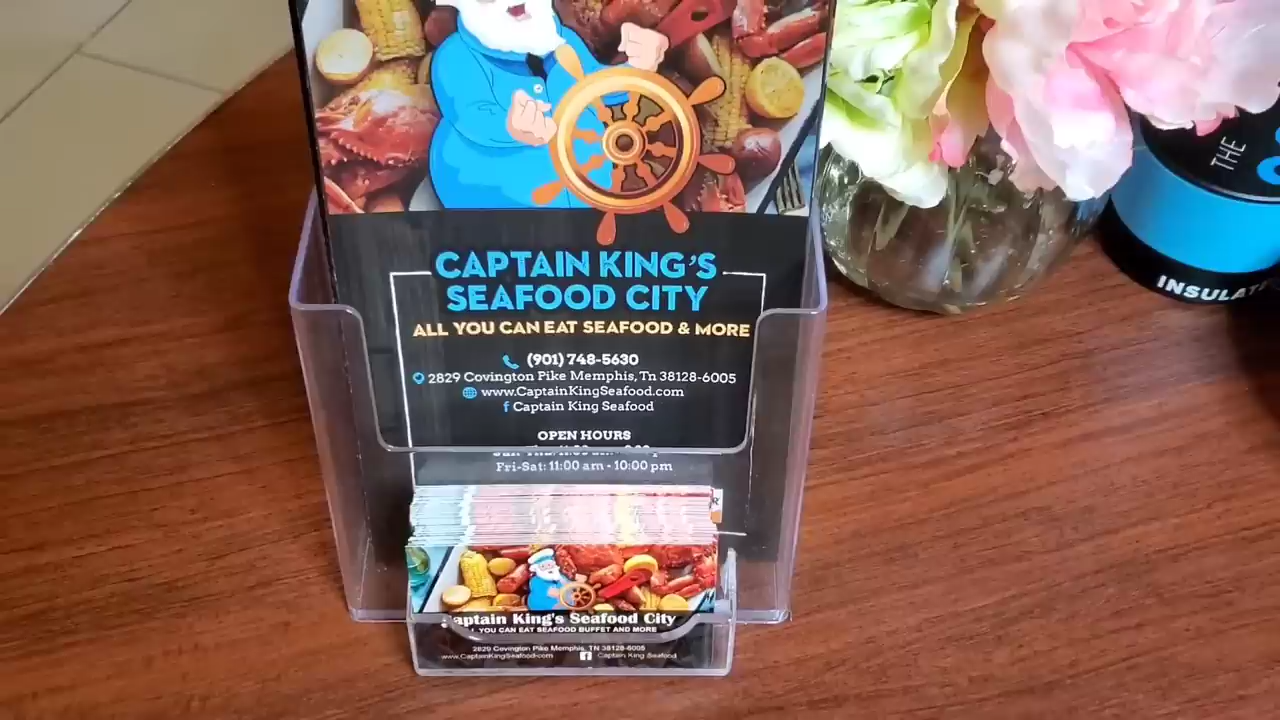 CAPTAIN KING'S
SEAFOOD CITY
ALL YOU CAN EAT SEAFOOD & MORE
(901) 748-5630
2829 Covington Pike Memphis, Tn 38128-6005
www.CaptainKingSeafood.com
f Captain King Seafood
OPEN HOURS
Fri-Sat: 11:00 am - 10:00 pm
THE
Captain King's Seafood City
YOU CAN EAT SEAFOOD BUFFET AND MORE
2829 Covington Pike Memphis, TN 38128-6005
www.CaptainKingSeafood.com
f Captain King Seafood